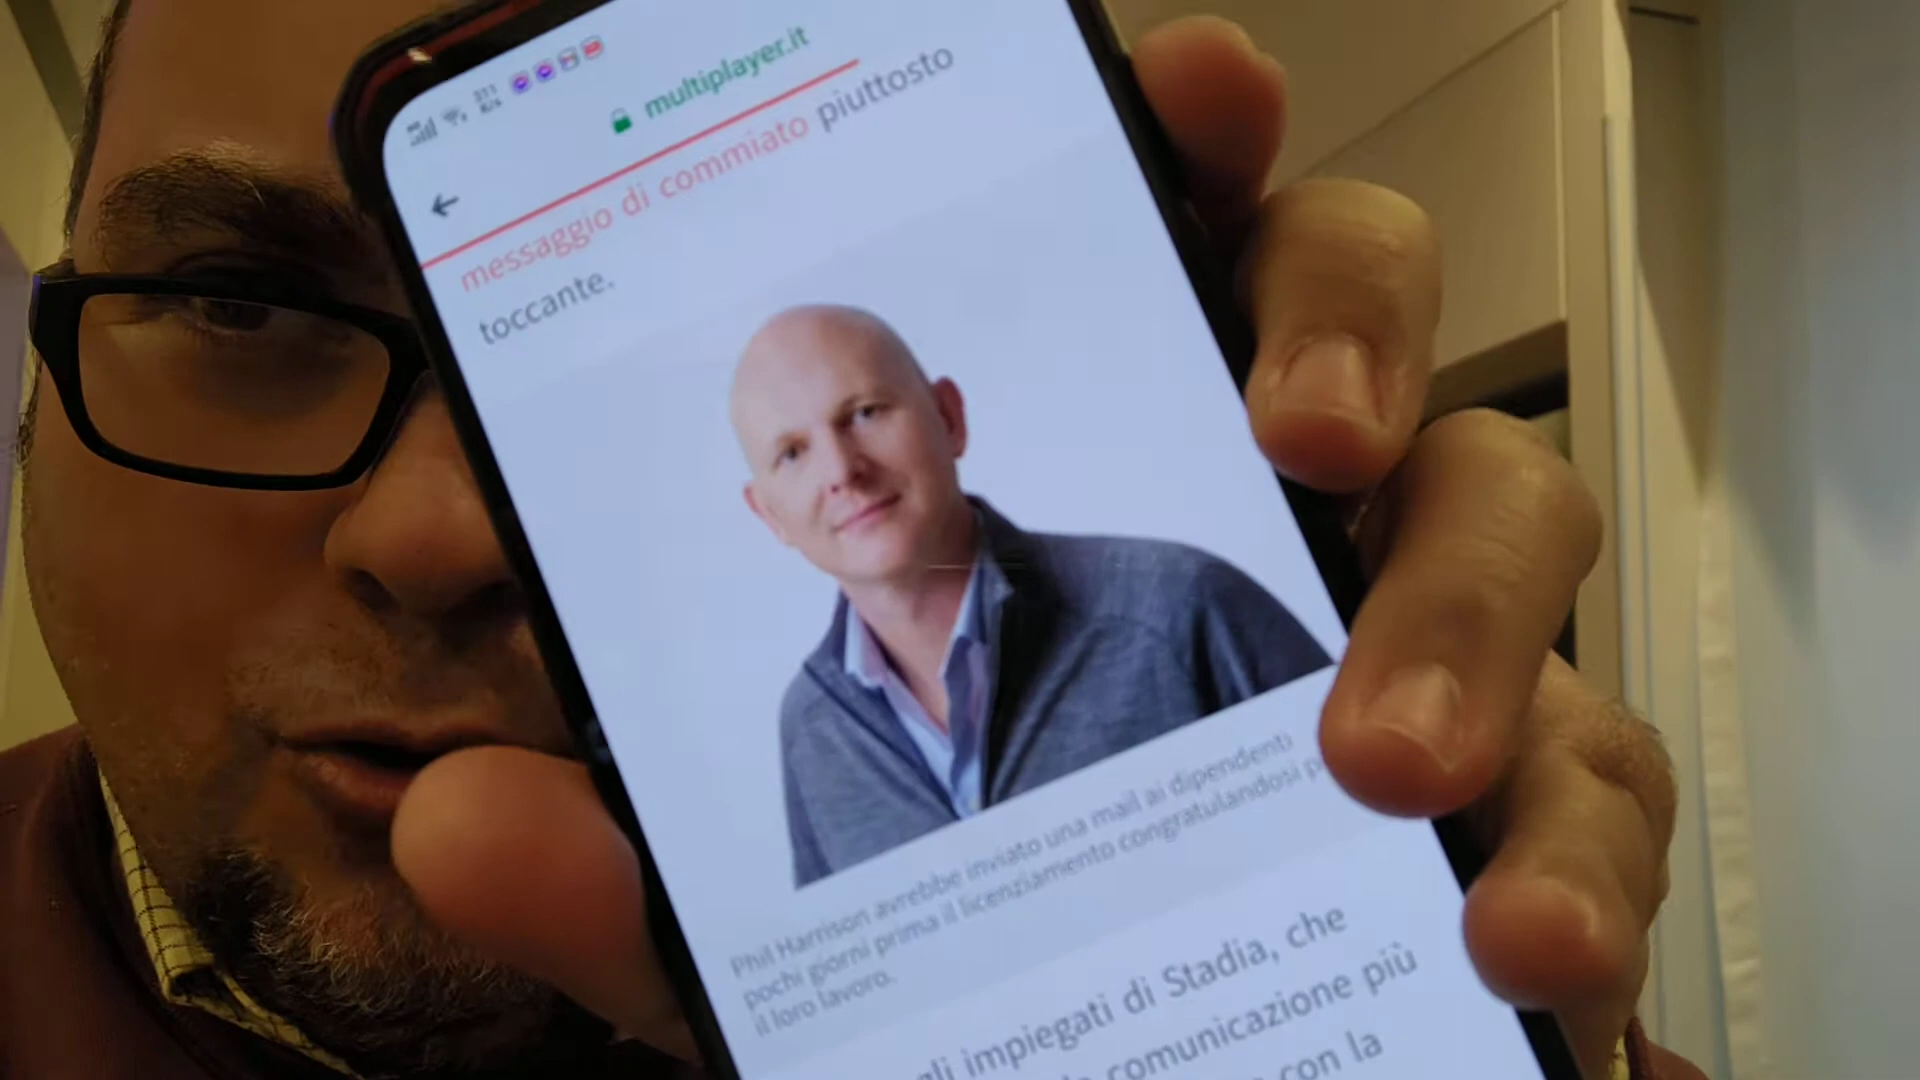 multiplayer.it
messaggio di commiato piuttosto
toccante.
Phil Harrison avrebbe inviato una mail ai dipendenti
pochi giorni prima il licenziamento congratulandosi p
il loro lavoro.
gli impiegati di Stadia, che
comunicazione più
con la